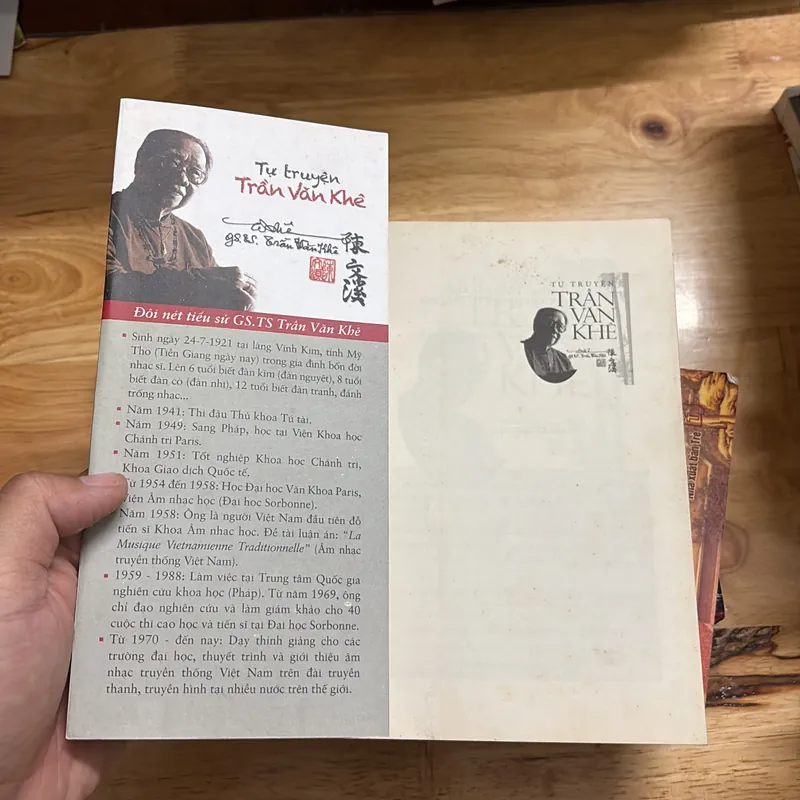 Tự truyện
Trần Văn Khê
GS.TS. Trần Văn Khê
陳
文
溪
Đôi nét tiểu sử GS.TS Trần Văn Khê
▪ Sinh ngày 24-7-1921 tại làng Vĩnh Kim, tỉnh Mỹ
Tho (Tiền Giang ngày nay) trong gia đình bốn đời
nhạc sĩ. Lên 6 tuổi biết đàn kìm (đàn nguyệt), 8 tuổi
biết đàn cò (đàn nhị), 12 tuổi biết đàn tranh, đánh
trống nhạc...
▪ Năm 1941: Thi đậu Thủ khoa Tú tài.
▪ Năm 1949: Sang Pháp, học tại Viện Khoa học
Chánh trị Paris.
▪ Năm 1951: Tốt nghiệp Khoa học Chánh trị,
Khoa Giao dịch Quốc tế.
Từ 1954 đến 1958: Học Đại học Văn Khoa Paris,
Viện Âm nhạc học (Đại học Sorbonne).
Năm 1958: Ông là người Việt Nam đầu tiên đỗ
tiến sĩ Khoa Âm nhạc học. Đề tài luận án: “La
Musique Vietnamienne Traditionnelle” (Âm nhạc
truyền thống Việt Nam).
▪ 1959 - 1988: Làm việc tại Trung tâm Quốc gia
nghiên cứu khoa học (Pháp). Từ năm 1969, ông
chỉ đạo nghiên cứu và làm giám khảo cho 40
cuộc thi cao học và tiến sĩ tại Đại học Sorbonne.
▪ Từ 1970 - đến nay: Dạy thỉnh giảng cho các
trường đại học, thuyết trình và giới thiệu âm
nhạc truyền thống Việt Nam trên đài truyền
thanh, truyền hình tại nhiều nước trên thế giới.
TỰ TRUYỆN
TRẦN
VĂN
KHÊ
GS.TS. Trần Văn Khê
陳
文
溪
Nhà xuất bản Trẻ